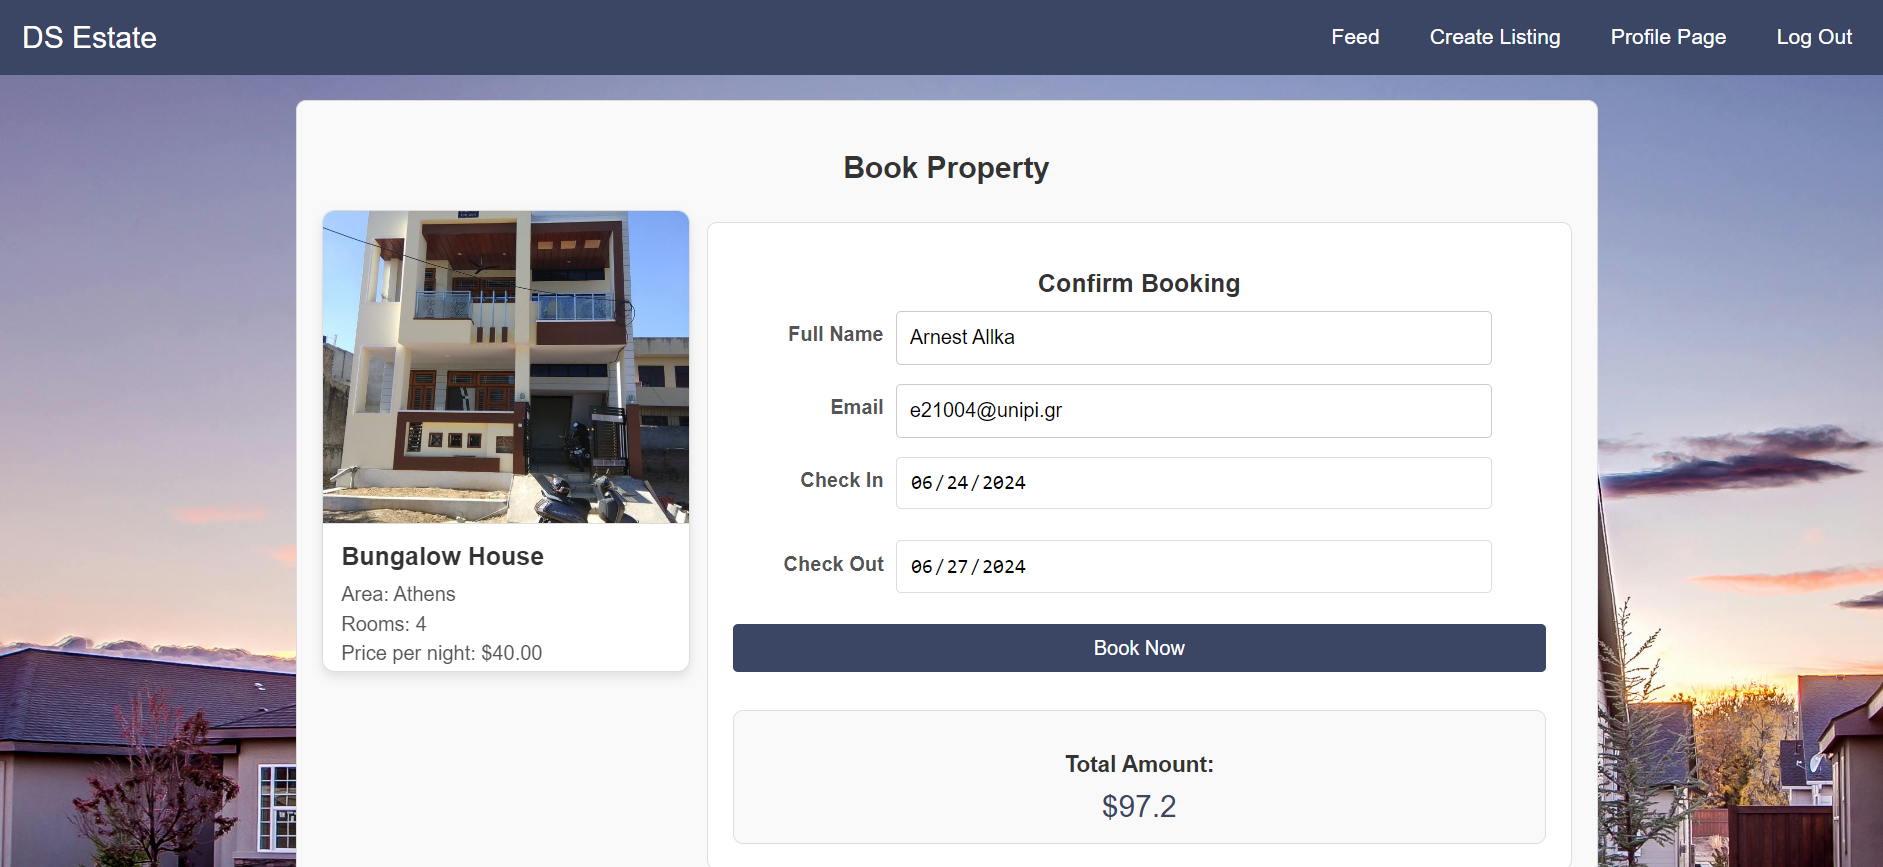 DS Estate
Feed
Create Listing
Profile Page
Log Out
Book Property
Bungalow House
Area: Athens
Rooms: 4
Price per night: $40.00
Confirm Booking
Full Name
Arnest Allka
Email
e21004@unipi.gr
Check In
06/24/2024
Check Out
06/27/2024
Book Now
Total Amount:
$97.2